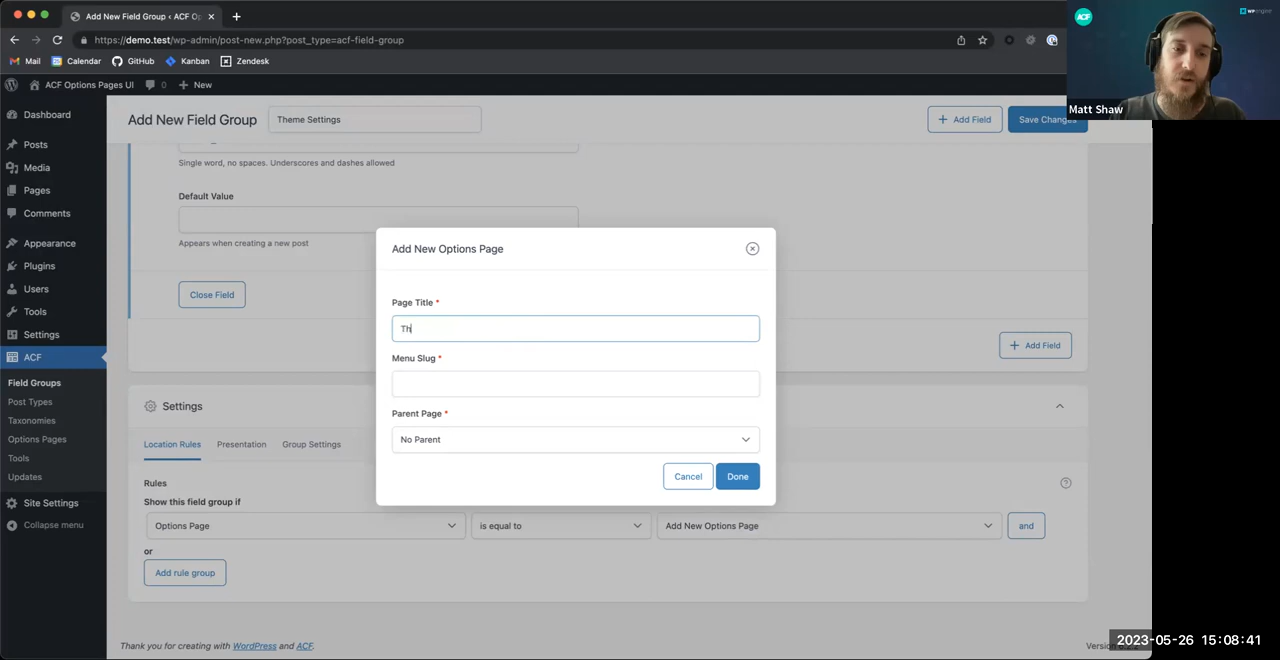 Add New Field Group ‹ ACF Op
https://demo.test/wp-admin/post-new.php?post_type=acf-field-group
Mail Calendar GitHub Kanban Zendesk
ACF Options Pages UI 0 New
ACF
wpengine
Matt Shaw
Dashboard
Posts
Media
Pages
Comments
Appearance
Plugins
Users
Tools
Settings
ACF
Field Groups
Post Types
Taxonomies
Options Pages
Tools
Updates
Site Settings
Collapse menu
Add New Field Group Theme Settings Add Field Save Changes
Single word, no spaces. Underscores and dashes allowed
Default Value
Appears when creating a new post
Close Field
Add Field
Add New Options Page
Page Title *
Th
Menu Slug *
Parent Page *
No Parent
Cancel Done
Settings
Location Rules Presentation Group Settings
Rules
Show this field group if
Options Page is equal to Add New Options Page and
or
Add rule group
Thank you for creating with WordPress and ACF.
2023-05-26 15:08:41